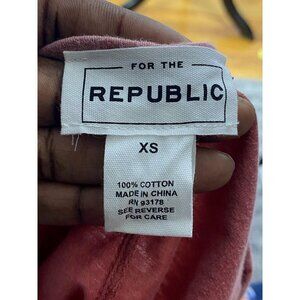 FOR THE
REPUBLIC
XS
100% COTTON
MADE IN CHINA
RN 93178
SEE REVERSE
FOR CARE